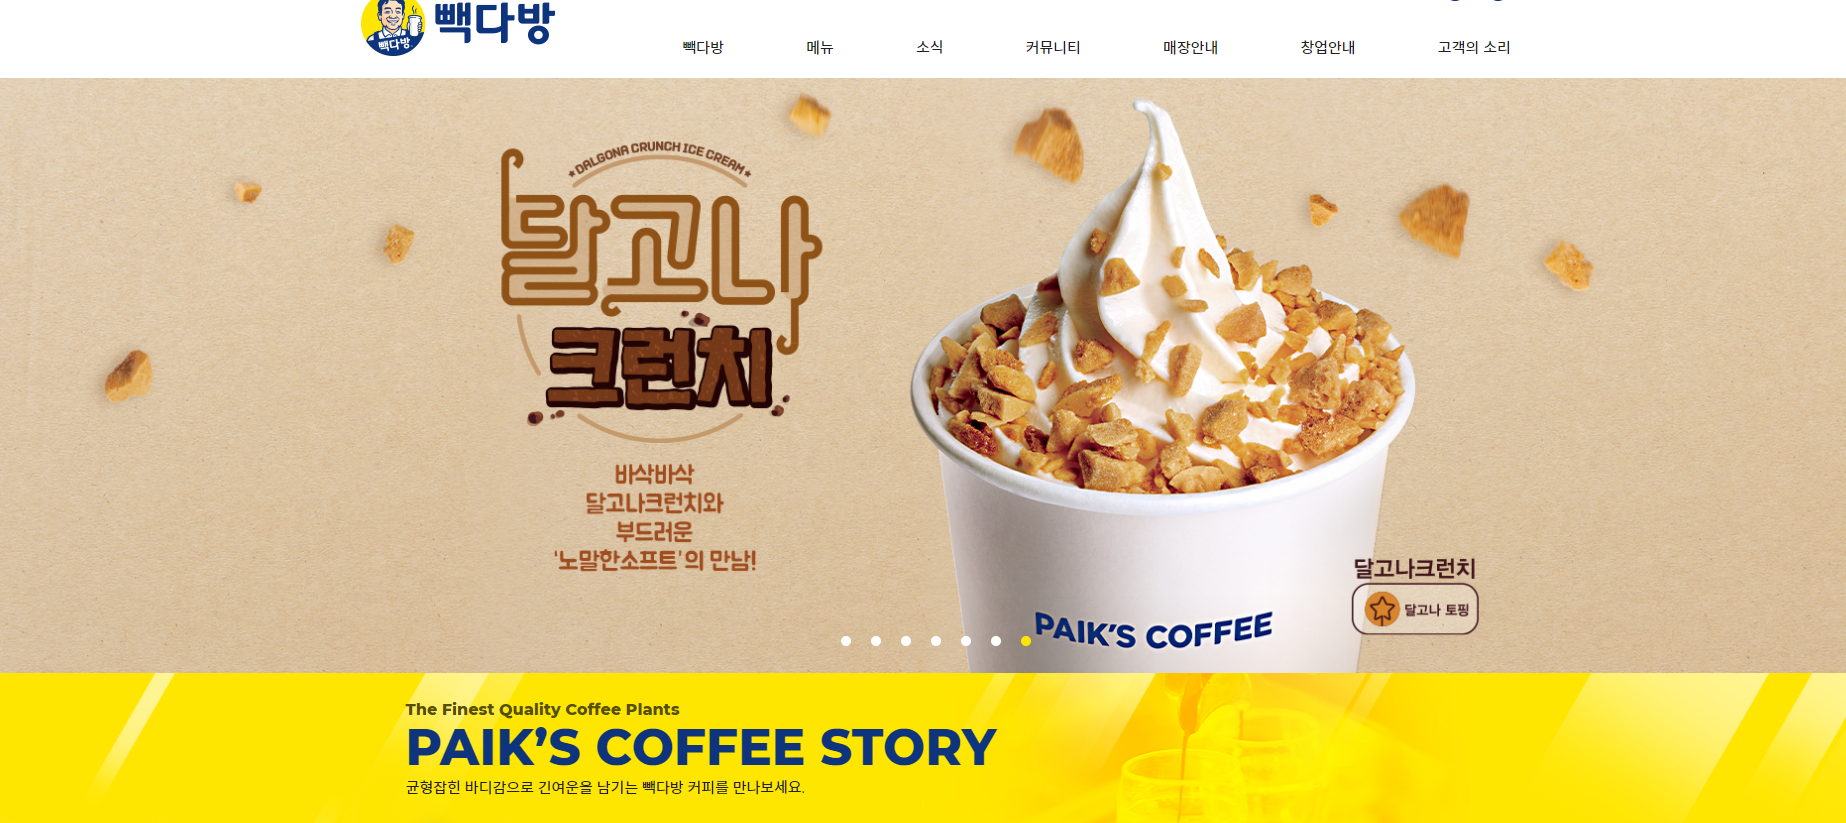 빽다방
빽다방
빽다방
메뉴
소식
커뮤니티
매장안내
창업안내
고객의 소리
DALGONA CRUNCH ICE CREAM
달고나
크런치
바삭바삭
달고나크런치와
부드러운
'노말한소프트'의 만남!
PAIK'S COFFEE
달고나크런치
달고나 토핑
The Finest Quality Coffee Plants
PAIK’S COFFEE STORY
균형잡힌 바디감으로 긴여운을 남기는 빽다방 커피를 만나보세요.